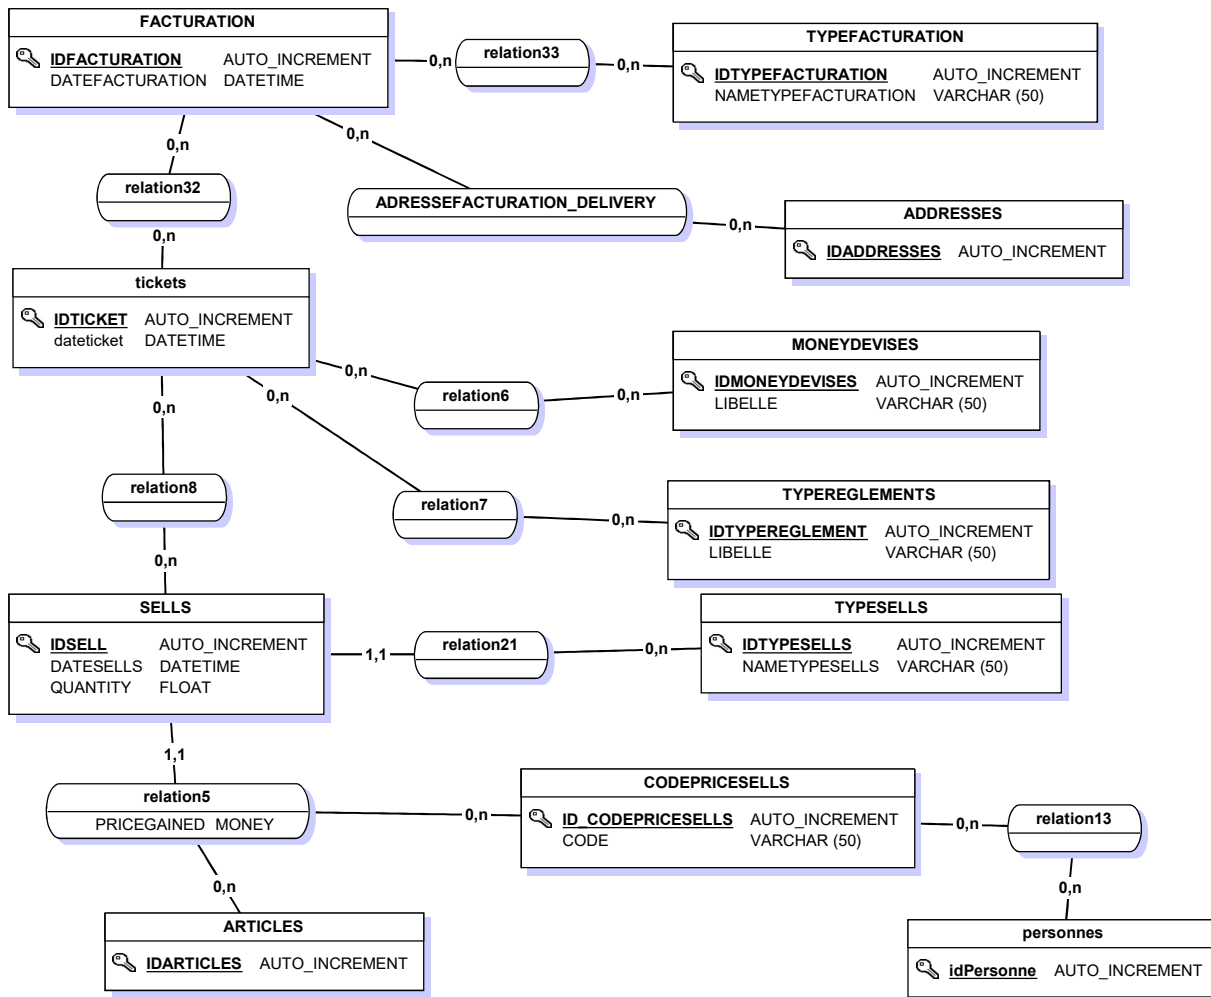 FACTURATION
IDFACTURATION AUTO_INCREMENT
DATEFACTURATION DATETIME
0,n
relation33
0,n
TYPEFACTURATION
IDTYPEFACTURATION AUTO_INCREMENT
NAMETYPEFACTURATION VARCHAR (50)
0,n
0,n
relation32
ADRESSEFACTURATION_DELIVERY
0,n
ADDRESSES
IDADDRESSES AUTO_INCREMENT
0,n
tickets
IDTICKET AUTO_INCREMENT
dateticket DATETIME
0,n
relation6
0,n
MONEYDEVISES
IDMONEYDEVISES AUTO_INCREMENT
LIBELLE VARCHAR (50)
0,n
0,n
relation8
relation7
0,n
TYPEREGLEMENTS
IDTYPEREGLEMENT AUTO_INCREMENT
LIBELLE VARCHAR (50)
0,n
SELLS
IDSELL AUTO_INCREMENT
DATESELLS DATETIME
QUANTITY FLOAT
1,1
relation21
0,n
TYPESELLS
IDTYPESELLS AUTO_INCREMENT
NAMETYPESELLS VARCHAR (50)
1,1
relation5
PRICEGAINED MONEY
0,n
CODEPRICESELLS
ID_CODEPRICESELLS AUTO_INCREMENT
CODE VARCHAR (50)
0,n
relation13
0,n
0,n
ARTICLES
IDARTICLES AUTO_INCREMENT
personnes
idPersonne AUTO_INCREMENT